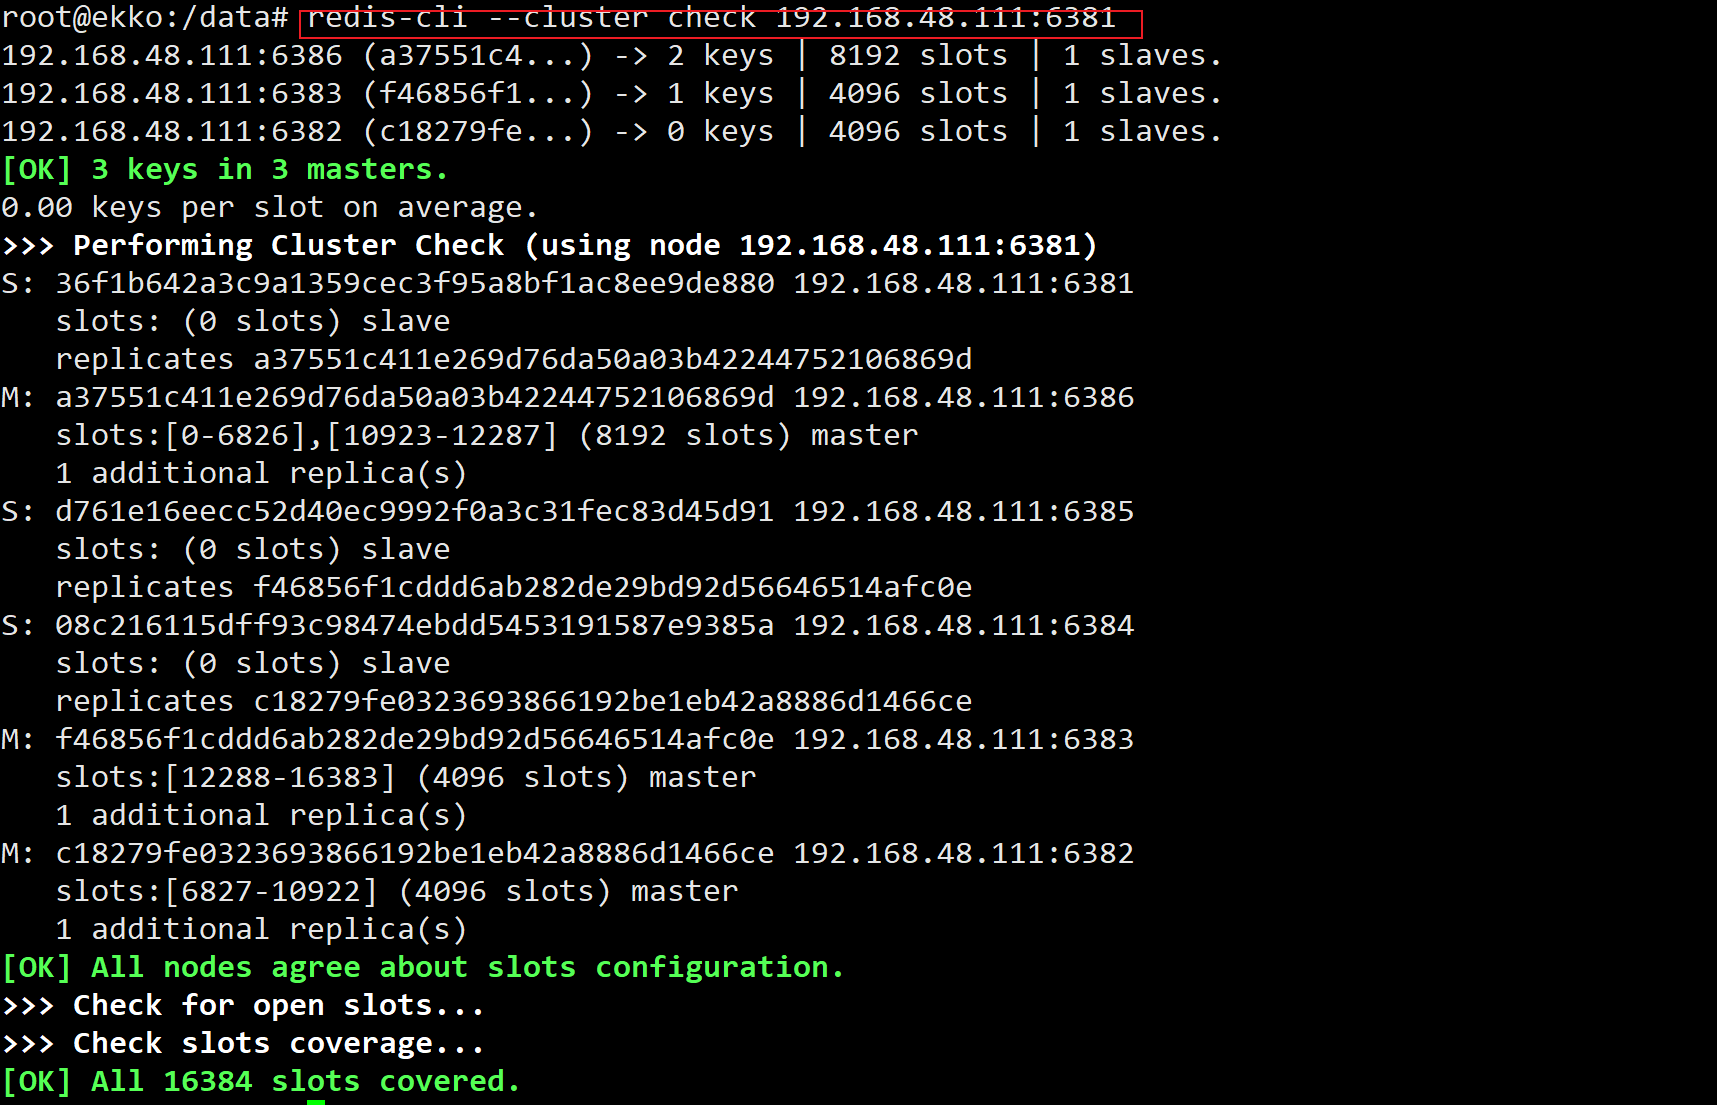 root@ekko:/data# redis-cli --cluster check 192.168.48.111:6381
192.168.48.111:6386 (a37551c4...) -> 2 keys | 8192 slots | 1 slaves.
192.168.48.111:6383 (f46856f1...) -> 1 keys | 4096 slots | 1 slaves.
192.168.48.111:6382 (c18279fe...) -> 0 keys | 4096 slots | 1 slaves.
[OK] 3 keys in 3 masters.
0.00 keys per slot on average.
>>> Performing Cluster Check (using node 192.168.48.111:6381)
S: 36f1b642a3c9a1359cec3f95a8bf1ac8ee9de880 192.168.48.111:6381
   slots: (0 slots) slave
   replicates a37551c411e269d76da50a03b42244752106869d
M: a37551c411e269d76da50a03b42244752106869d 192.168.48.111:6386
   slots:[0-6826],[10923-12287] (8192 slots) master
   1 additional replica(s)
S: d761e16eecc52d40ec9992f0a3c31fec83d45d91 192.168.48.111:6385
   slots: (0 slots) slave
   replicates f46856f1cddd6ab282de29bd92d56646514afc0e
S: 08c216115dff93c98474ebdd5453191587e9385a 192.168.48.111:6384
   slots: (0 slots) slave
   replicates c18279fe0323693866192be1eb42a8886d1466ce
M: f46856f1cddd6ab282de29bd92d56646514afc0e 192.168.48.111:6383
   slots:[12288-16383] (4096 slots) master
   1 additional replica(s)
M: c18279fe0323693866192be1eb42a8886d1466ce 192.168.48.111:6382
   slots:[6827-10922] (4096 slots) master
   1 additional replica(s)
[OK] All nodes agree about slots configuration.
>>> Check for open slots...
>>> Check slots coverage...
[OK] All 16384 slots covered.